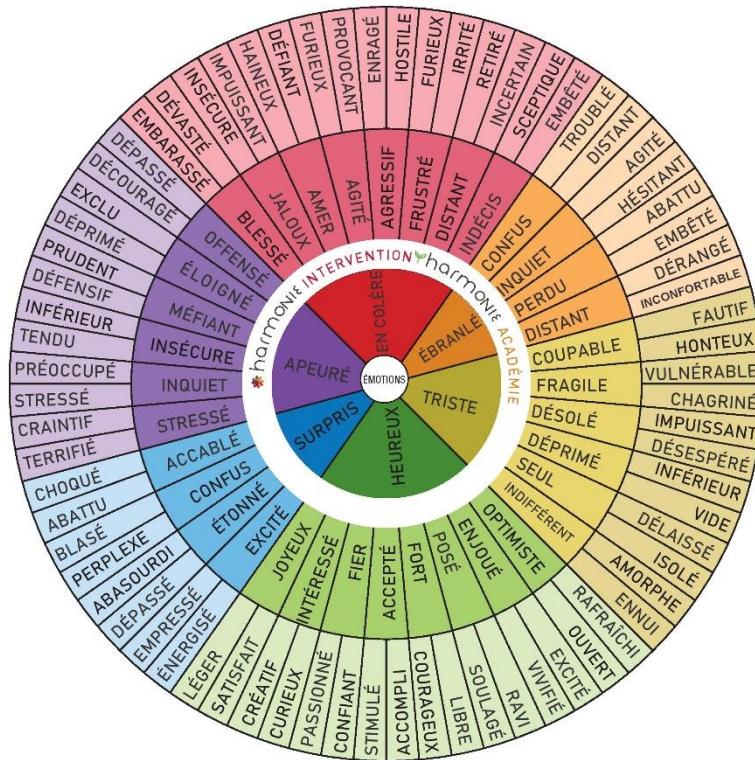 ÉMOTIONS
EN COLÈRE
ÉBRANLÉ
TRISTE
HEUREUX
SURPRIS
APEURÉ
harmonie INTERVENTION
harmonie ACADÉMIE
BLESSÉ
JALOUX
AMER
AGITÉ
AGRESSIF
FRUSTRÉ
DISTANT
INDÉCIS
CONFUS
INQUIET
PERDU
DISTANT
COUPABLE
FRAGILE
DÉSOLÉ
DÉPRIMÉ
SEUL
INDIFFÉRENT
OPTIMISTE
ENJOUÉ
POSÉ
FORT
ACCEPTÉ
FIER
INTÉRESSÉ
JOYEUX
EXCITÉ
ÉTONNÉ
CONFUS
ACCABLÉ
STRESSÉ
INQUIET
INSÉCURE
MÉFIANT
ÉLOIGNÉ
OFFENSÉ
EMBARASSÉ
DÉVASTÉ
INSÉCURE
IMPUISSANT
HAINEUX
DÉFIANT
FURIEUX
PROVOCANT
ENRAGÉ
HOSTILE
FURIEUX
IRRITÉ
RETIRÉ
INCERTAIN
SCEPTIQUE
EMBÊTÉ
TROUBLÉ
DISTANT
AGITÉ
HÉSITANT
ABATTU
EMBÊTÉ
DÉRANGÉ
INCONFORTABLE
FAUTIF
HONTEUX
VULNÉRABLE
CHAGRINÉ
IMPUISSANT
DÉSESPÉRÉ
INFÉRIEUR
VIDE
DÉLAISSÉ
ISOLÉ
AMORPHE
ENNUI
RAFRAÎCHI
OUVERT
EXCITÉ
VIVIFIÉ
RAVI
SOULAGÉ
LIBRE
COURAGEUX
ACCOMPLI
STIMULÉ
CONFIANT
PASSIONNÉ
CURIEUX
CRÉATIF
SATISFAIT
LÉGER
ÉNERGISÉ
EMPRESSÉ
DÉPASSÉ
ABASOURDI
PERPLEXE
BLASÉ
ABATTU
CHOQUÉ
TERRIFIÉ
CRAINTIF
STRESSÉ
PRÉOCCUPÉ
TENDU
INFÉRIEUR
DÉFENSIF
PRUDENT
DÉPRIMÉ
EXCLU
DÉCOURAGÉ
DÉPASSÉ